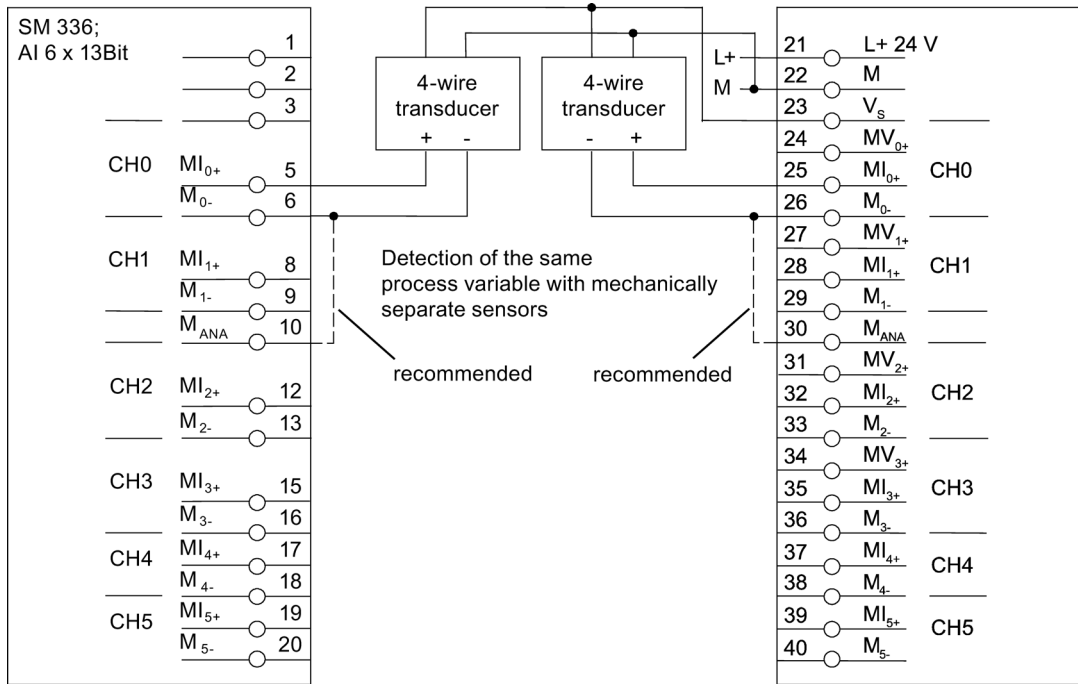 SM 336;
AI 6 x 13Bit
1
2
3
CH0
MI0+
5
M0-
6
CH1
MI1+
8
M1-
9
MANA
10
CH2
MI2+
12
M2-
13
CH3
MI3+
15
M3-
16
CH4
MI4+
17
M4-
18
CH5
MI5+
19
M5-
20
4-wire
transducer
+ -
4-wire
transducer
- +
Detection of the same
process variable with mechanically
separate sensors
recommended
recommended
L+
M
21 L+ 24 V
22 M
23 VS
24 MV0+
25 MI0+
CH0
26 M0-
27 MV1+
28 MI1+
CH1
29 M1-
30 MANA
31 MV2+
32 MI2+
CH2
33 M2-
34 MV3+
35 MI3+
CH3
36 M3-
37 MI4+
CH4
38 M4-
39 MI5+
CH5
40 M5-